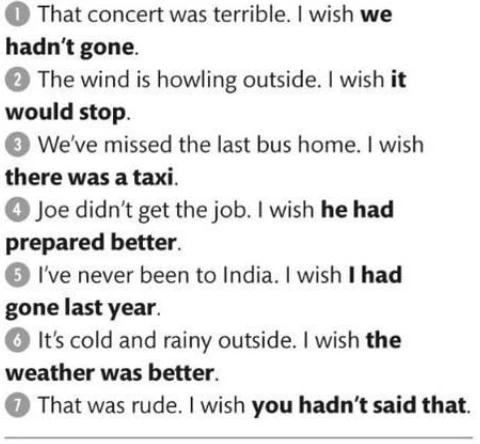 1 That concert was terrible. I wish we
hadn't gone.
2 The wind is howling outside. I wish it
would stop.
3 We've missed the last bus home. I wish
there was a taxi.
4 Joe didn't get the job. I wish he had
prepared better.
5 I've never been to India. I wish I had
gone last year.
6 It's cold and rainy outside. I wish the
weather was better.
7 That was rude. I wish you hadn't said that.